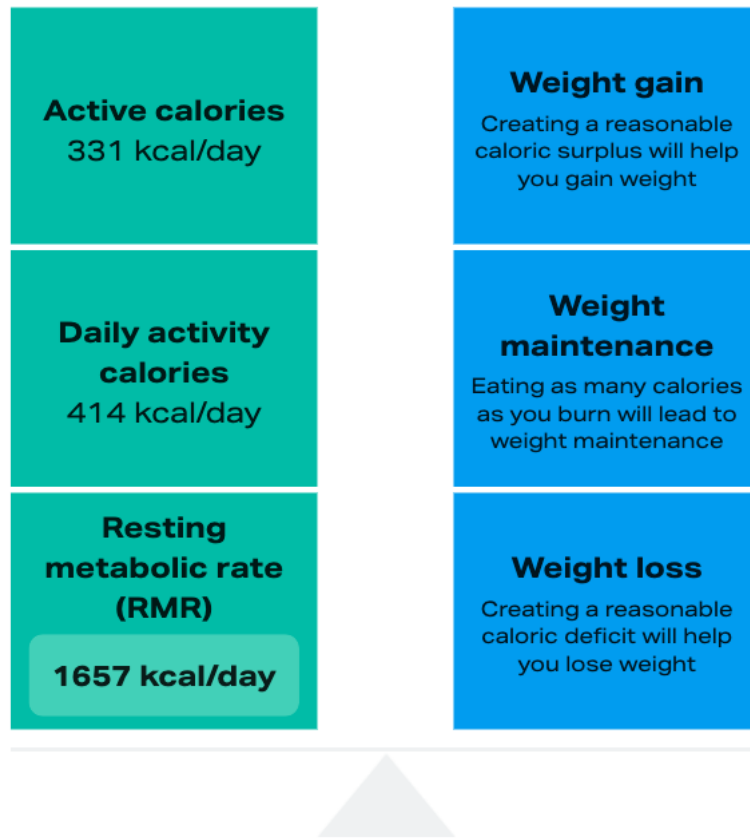 Active calories
331 kcal/day
Daily activity
calories
414 kcal/day
Resting
metabolic rate
(RMR)
1657 kcal/day
Weight gain
Creating a reasonable
caloric surplus will help
you gain weight
Weight
maintenance
Eating as many calories
as you burn will lead to
weight maintenance
Weight loss
Creating a reasonable
caloric deficit will help
you lose weight